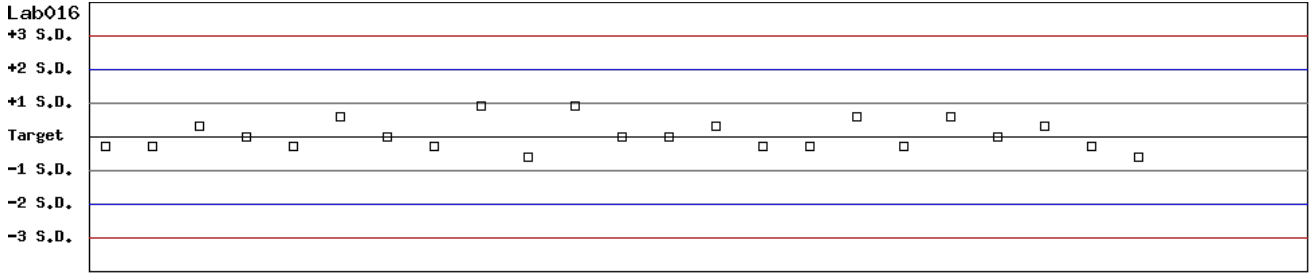 Lab016
+3 S.D.
+2 S.D.
+1 S.D.
Target
-1 S.D.
-2 S.D.
-3 S.D.